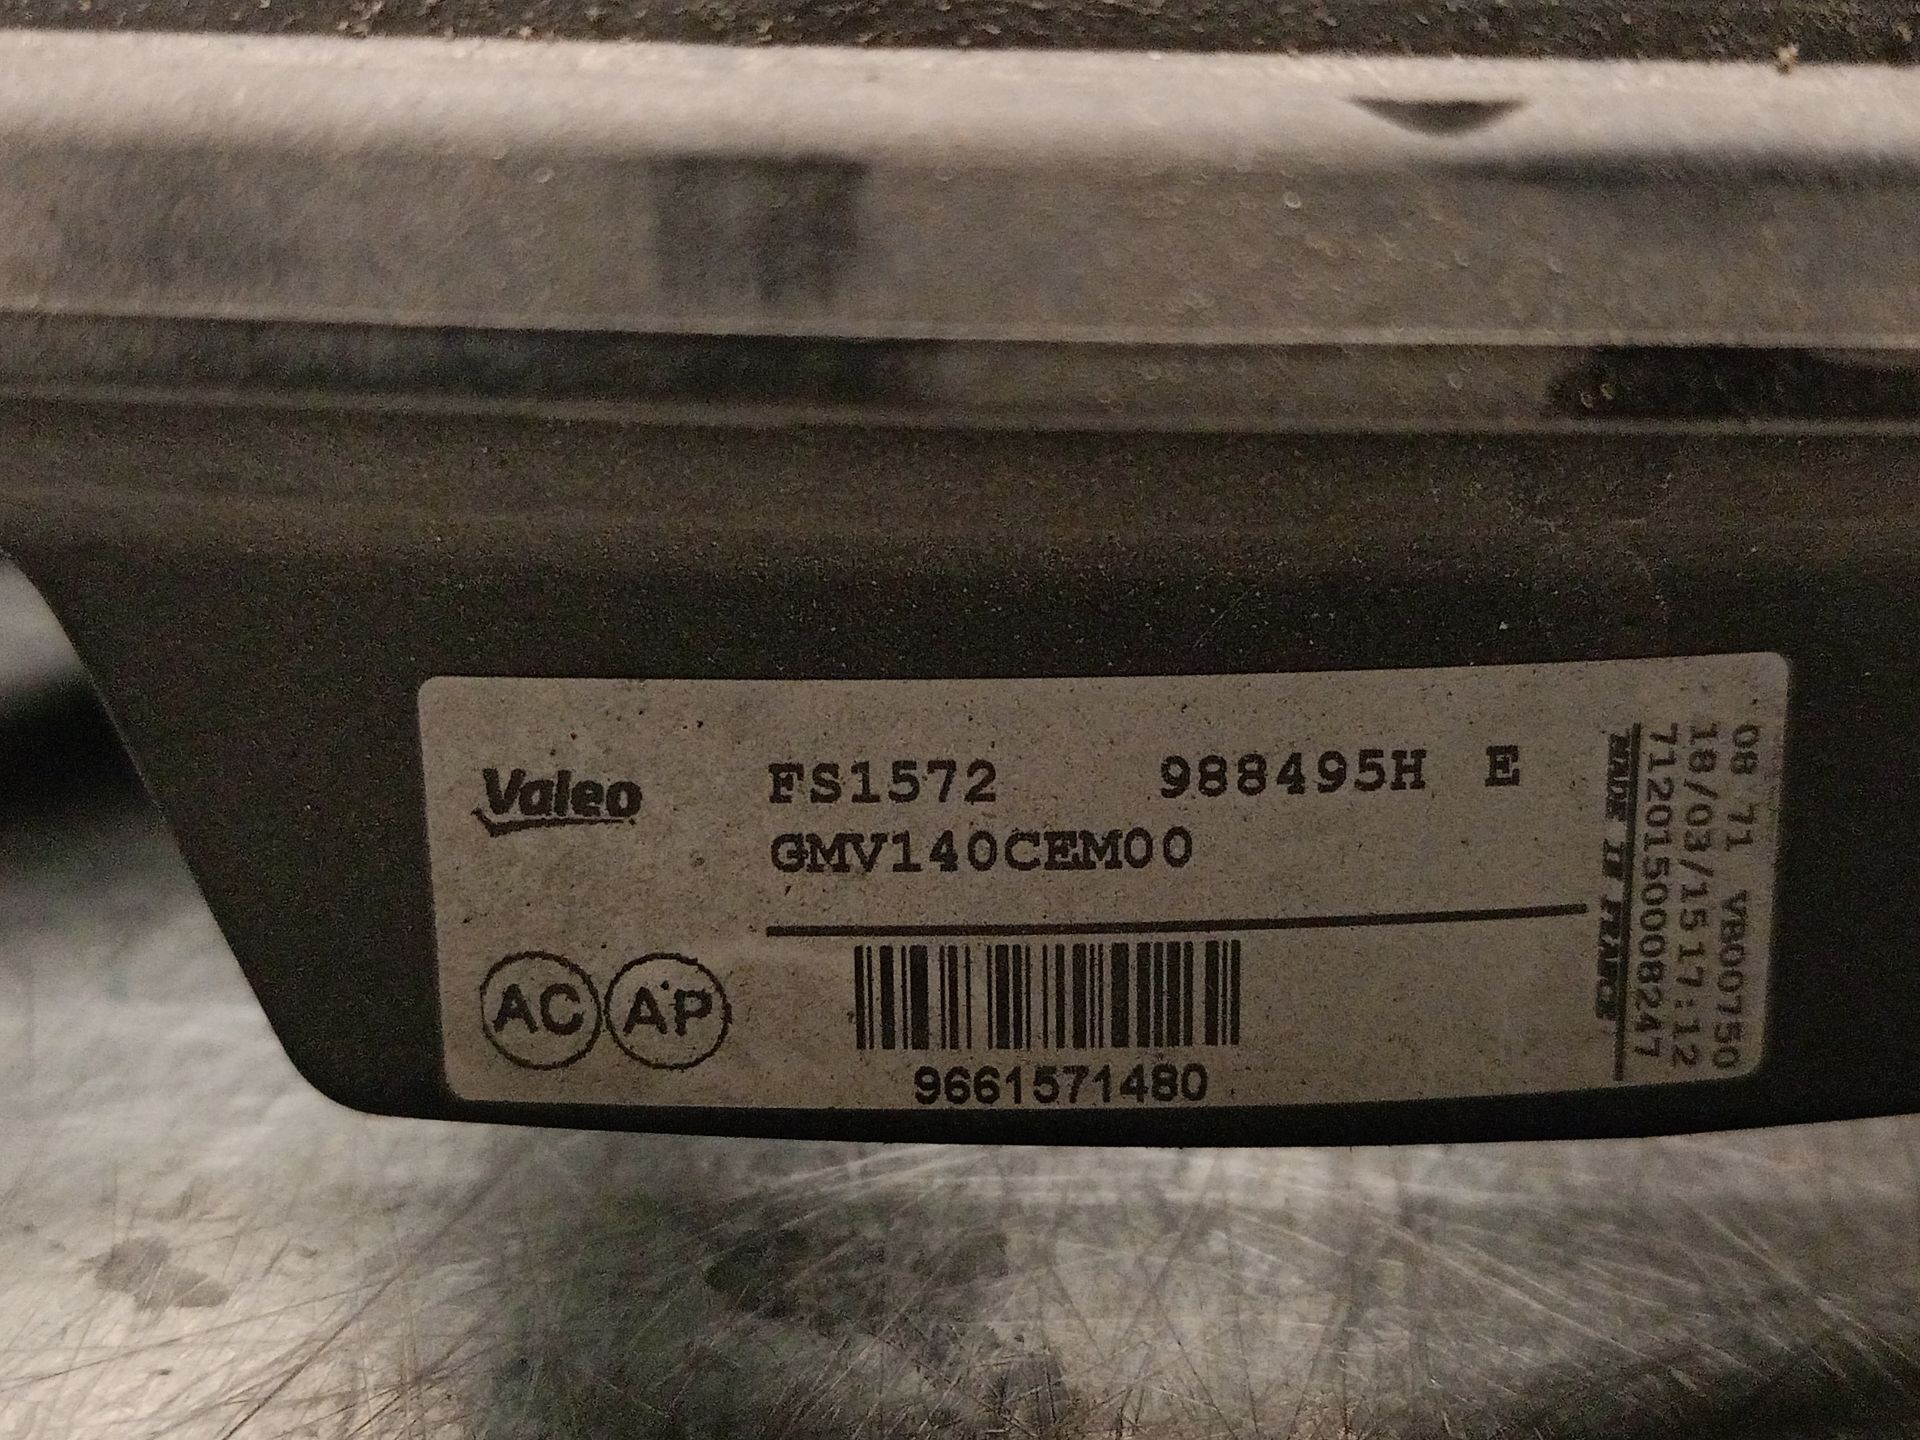 Valeo
FS1572 988495H E
GMV140CEM00
AC AP
9661571480
08 71 VB00750
18/03/15 17:12
7120150008247
MADE IN FRANCE